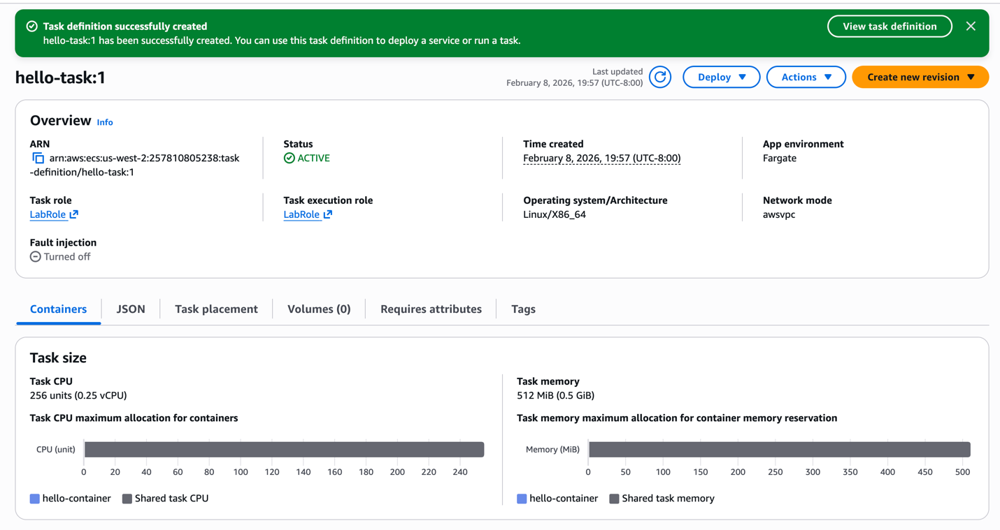 Task definition successfully created
hello-task:1 has been successfully created. You can use this task definition to deploy a service or run a task.
View task definition
hello-task:1
Last updated
February 8, 2026, 19:57 (UTC-8:00)
Deploy
Actions
Create new revision
Overview Info
ARN
arn:aws:ecs:us-west-2:257810805238:task
-definition/hello-task:1
Status
ACTIVE
Time created
February 8, 2026, 19:57 (UTC-8:00)
App environment
Fargate
Task role
LabRole
Task execution role
LabRole
Operating system/Architecture
Linux/X86_64
Network mode
awsvpc
Fault injection
Turned off
Containers
JSON
Task placement
Volumes (0)
Requires attributes
Tags
Task size
Task CPU
256 units (0.25 vCPU)
Task CPU maximum allocation for containers
CPU (unit)
0 20 40 60 80 100 120 140 160 180 200 220 240
hello-container Shared task CPU
Task memory
512 MiB (0.5 GiB)
Task memory maximum allocation for container memory reservation
Memory (MiB)
0 50 100 150 200 250 300 350 400 450 500
hello-container Shared task memory